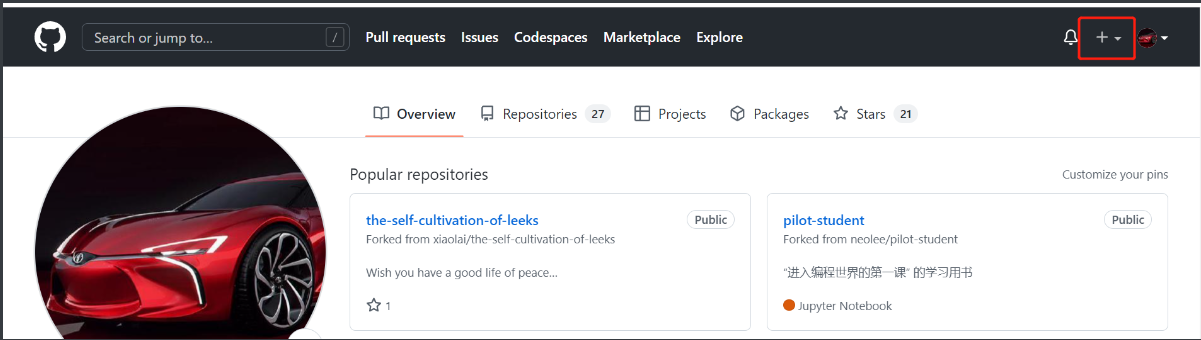 Search or jump to... / Pull requests Issues Codespaces Marketplace Explore
Overview Repositories 27 Projects Packages Stars 21
Popular repositories Customize your pins
the-self-cultivation-of-leeks Public
Forked from xiaolai/the-self-cultivation-of-leeks
Wish you have a good life of peace...
1
pilot-student Public
Forked from neolee/pilot-student
“进入编程世界的第一课” 的学习用书
Jupyter Notebook